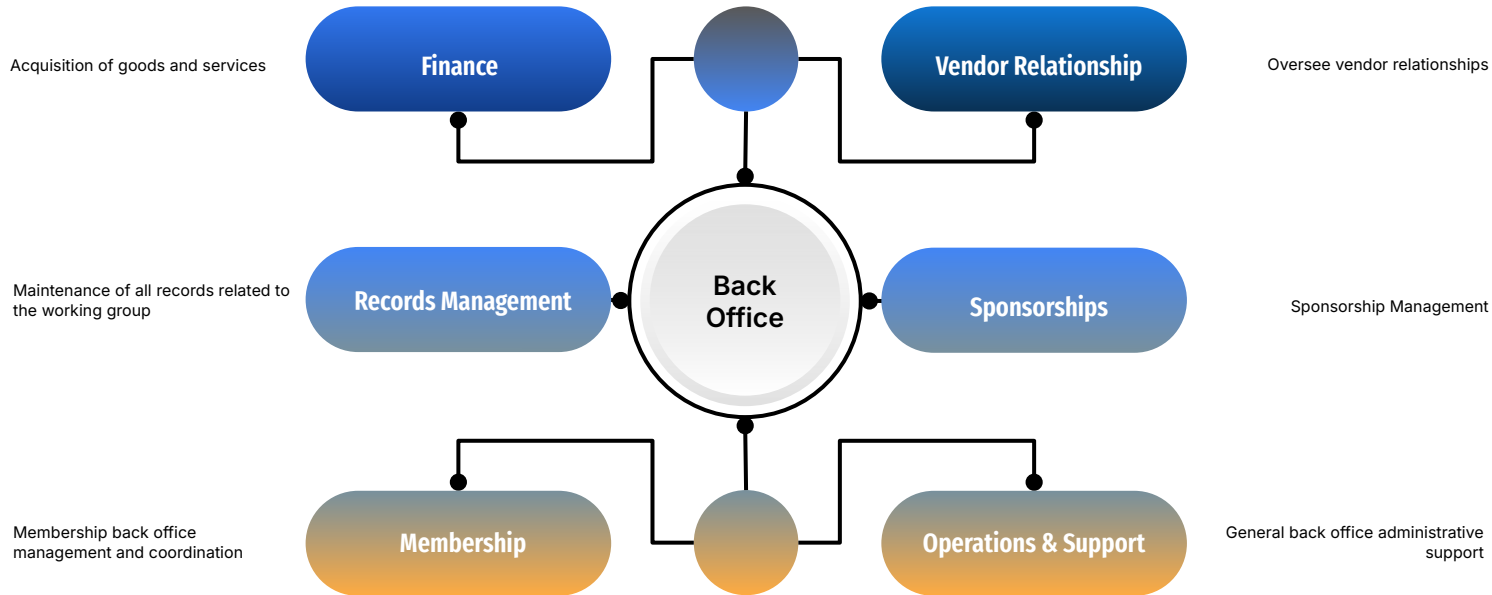 Acquisition of goods and services
Finance
Vendor Relationship
Oversee vendor relationships
Maintenance of all records related to
the working group
Records Management
Back
Office
Sponsorships
Sponsorship Management
Membership back office
management and coordination
Membership
Operations & Support
General back office administrative
support